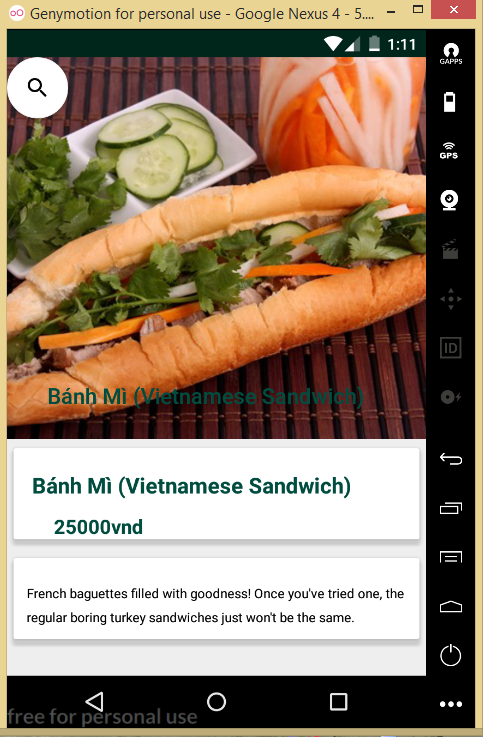 Genymotion for personal use - Google Nexus 4 - 5....
1:11
GAPPS
GPS
ID
Bánh Mì (Vietnamese Sandwich)
Bánh Mì (Vietnamese Sandwich)
25000vnd
French baguettes filled with goodness! Once you've tried one, the
regular boring turkey sandwiches just won't be the same.
free for personal use